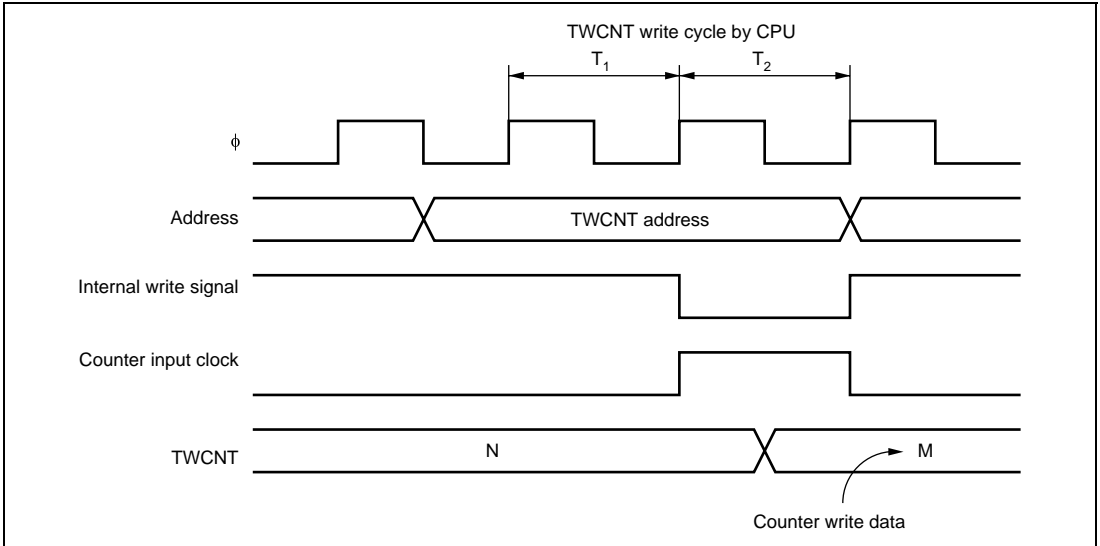 TWCNT write cycle by CPU
T1 T2
ϕ
Address TWCNT address
Internal write signal
Counter input clock
TWCNT N M
Counter write data